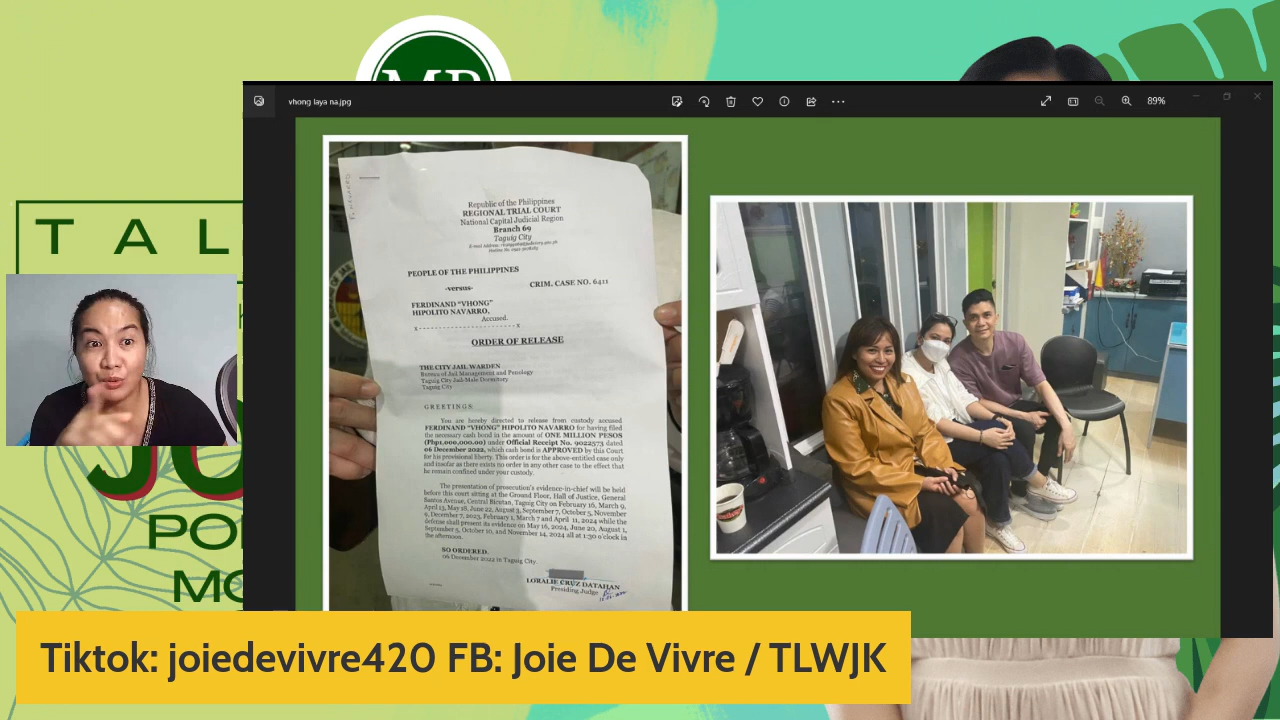 MB
vhong laya na.jpg
89%
TAL
JO
PO
MO
Republic of the Philippines
REGIONAL TRIAL COURT
National Capital Judicial Region
Branch 69
Taguig City
PEOPLE OF THE PHILIPPINES
-versus-
CRIM. CASE NO. 6411
FERDINAND "VHONG"
HIPOLITO NAVARRO,
Accused.
x------------------------x
ORDER OF RELEASE
THE CITY JAIL WARDEN
Bureau of Jail Management and Penology
Taguig City Jail-Male Dormitory
Taguig City
GREETINGS:
You are hereby directed to release from custody accused
FERDINAND "VHONG" HIPOLITO NAVARRO for having filed
the necessary cash bond in the amount of ONE MILLION PESOS
(Php1,000,000.00) under Official Receipt No. 9022573 dated
06 December 2022, which cash bond is APPROVED by this Court
for his provisional liberty. This order is for the above-entitled case only
and insofar as there exists no order in any other case to the effect that
he remain confined under your custody.
The presentation of prosecution's evidence-in-chief will be held
before this court sitting at the Ground Floor, Hall of Justice, General
Santos Avenue, Central Bicutan, Taguig City on February 16, March 9,
April 13, May 18, June 22, August 3, September 7, October 5, November
9, December 7, 2023, February 1, March 7 and April 11, 2024 while the
defense shall present its evidence on May 16, 2024, June 20, August 1,
September 5, October 10, and November 14, 2024 all at 1:30 o'clock in
the afternoon.
SO ORDERED.
06 December 2022 in Taguig City.
LORALIE CRUZ DATAHAN
Presiding Judge
Tiktok: joiedevivre420 FB: Joie De Vivre / TLWJK